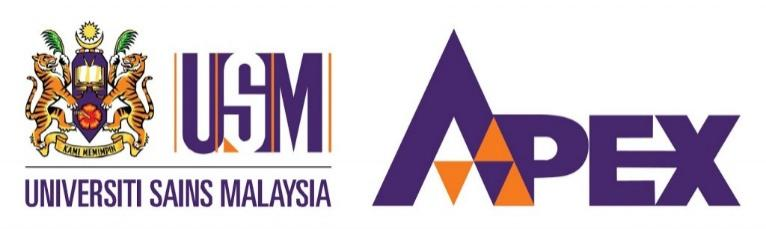 USM
KAMI MEMIMPIN
UNIVERSITI SAINS MALAYSIA
APEX